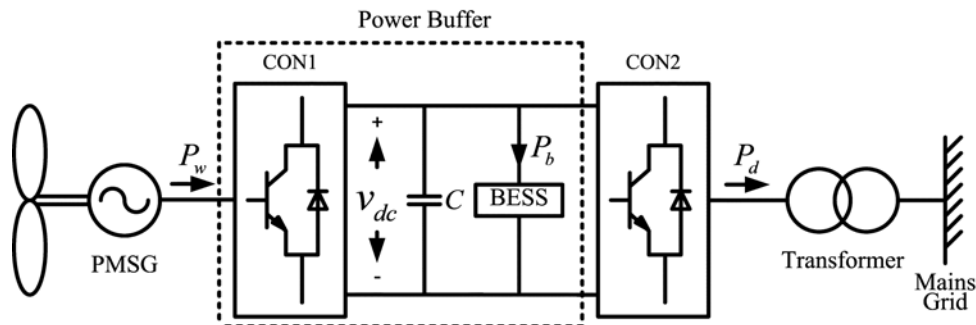 Power Buffer
CON1
CON2
+
P_w
v_dc
C
P_b
BESS
P_d
-
PMSG
Transformer
Mains
Grid